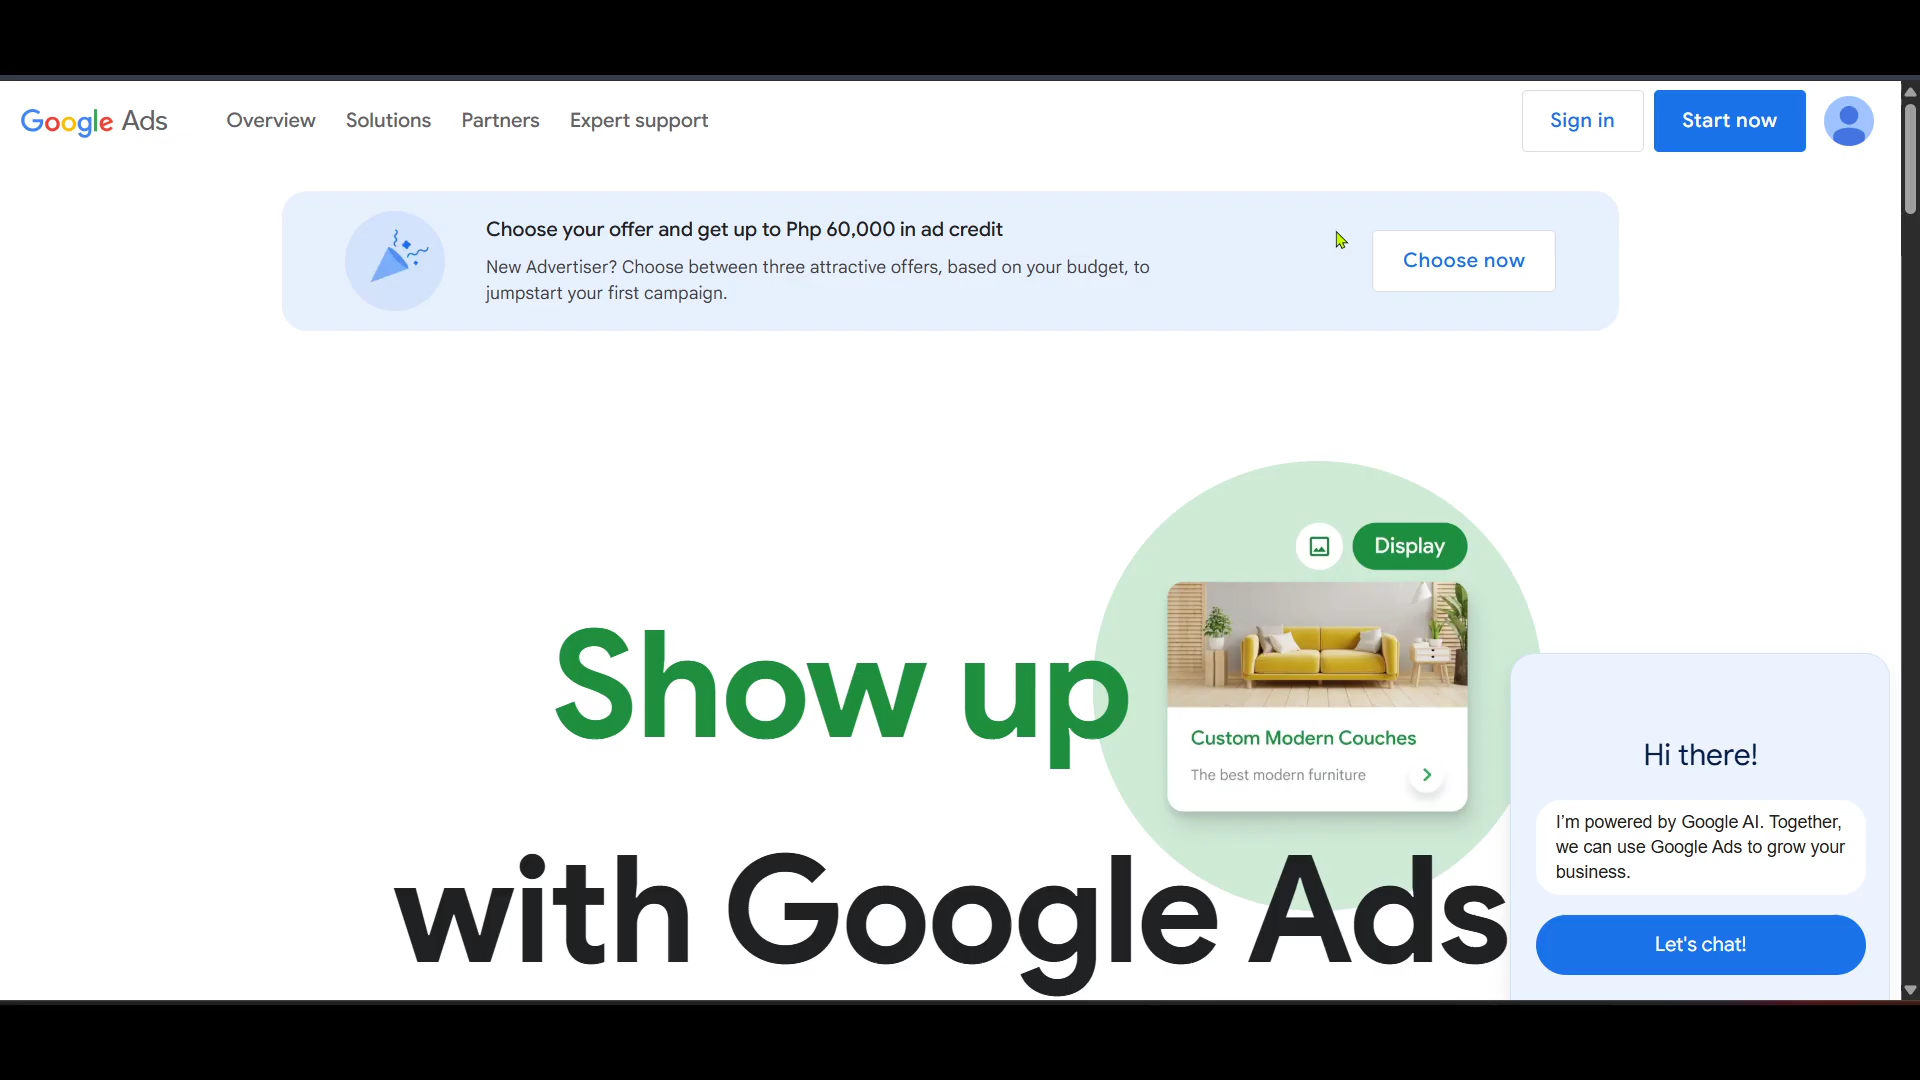 Google Ads
Overview
Solutions
Partners
Expert support
Sign in
Start now
Choose your offer and get up to Php 60,000 in ad credit
New Advertiser? Choose between three attractive offers, based on your budget, to
jumpstart your first campaign.
Choose now
Display
Show up
Custom Modern Couches
The best modern furniture
with Google Ads
Hi there!
I'm powered by Google AI. Together,
we can use Google Ads to grow your
business.
Let's chat!